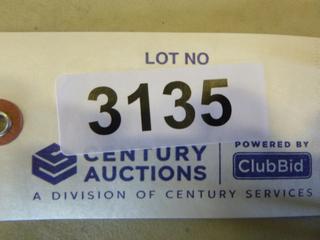 LOT NO
3135
CENTURY
AUCTIONS
POWERED BY
ClubBid
A DIVISION OF CENTURY SERVICES